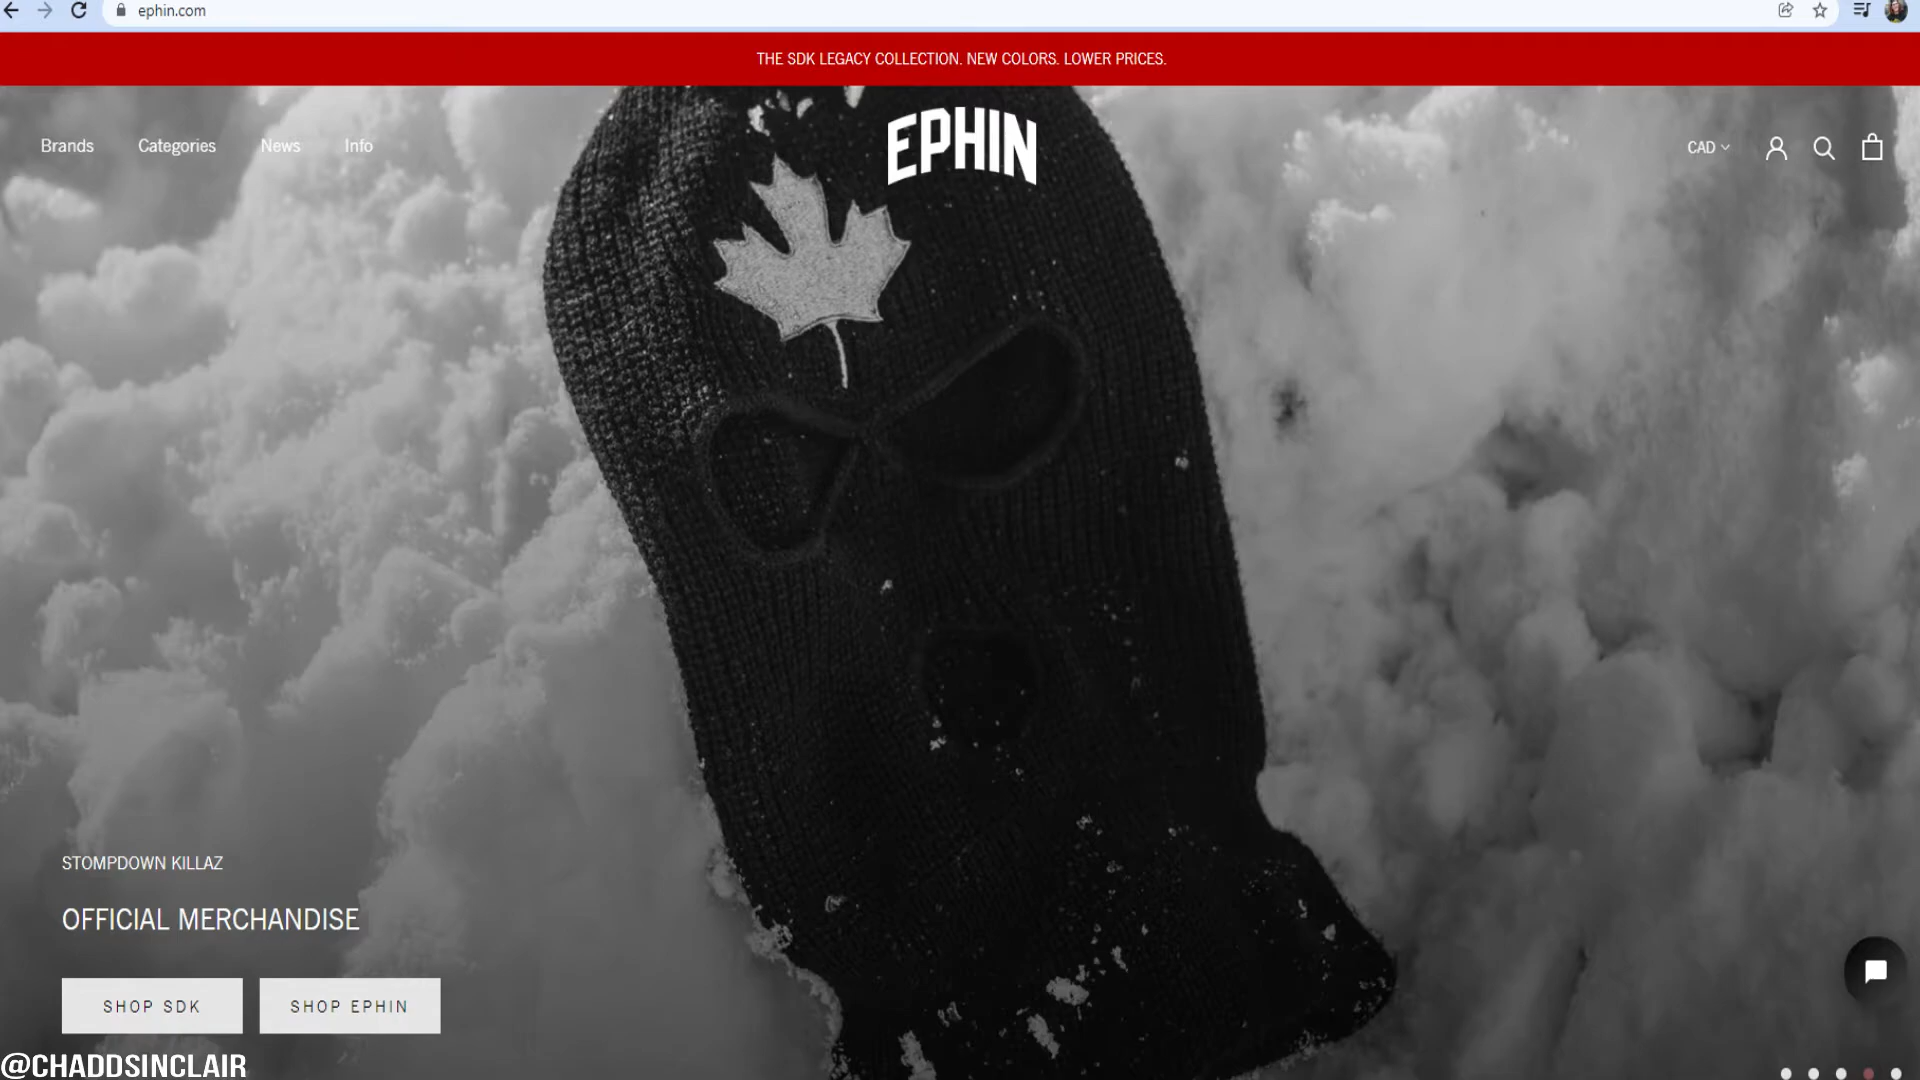 ephin.com
THE SDK LEGACY COLLECTION. NEW COLORS. LOWER PRICES.
Brands
Categories
News
Info
EPHIN
CAD
STOMPDOWN KILLAZ
OFFICIAL MERCHANDISE
SHOP SDK
SHOP EPHIN
@CHADDSINCLAIR